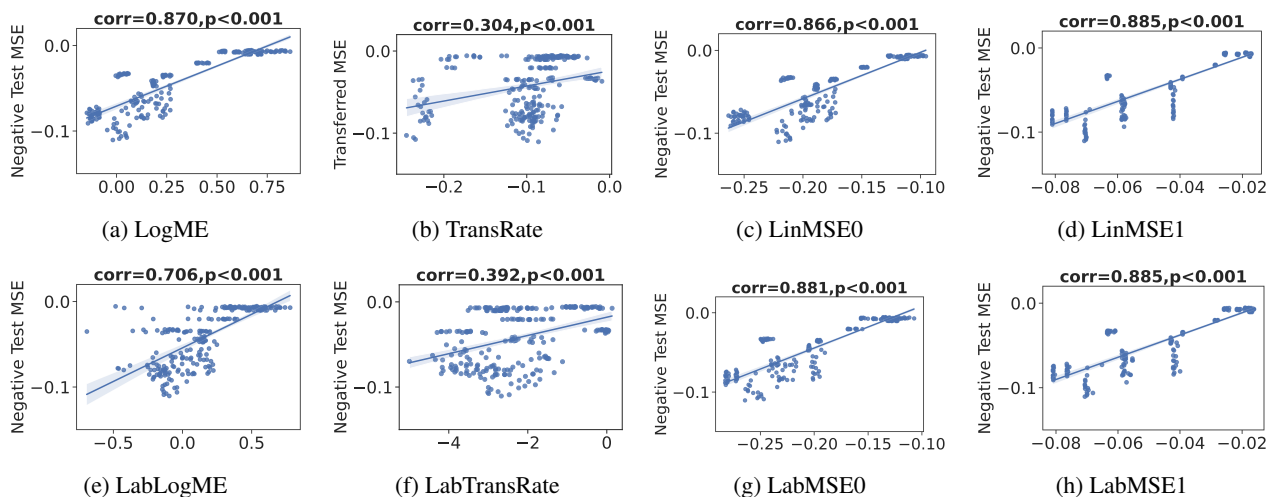 corr=0.870,p<0.001
Negative Test MSE
0.0
−0.1
0.00 0.25 0.50 0.75
(a) LogME
corr=0.304,p<0.001
Transferred MSE
0.0
−0.1
−0.2 −0.1 0.0
(b) TransRate
corr=0.866,p<0.001
Negative Test MSE
0.0
−0.1
−0.25 −0.20 −0.15 −0.10
(c) LinMSE0
corr=0.885,p<0.001
Negative Test MSE
0.0
−0.1
−0.08 −0.06 −0.04 −0.02
(d) LinMSE1
corr=0.706,p<0.001
Negative Test MSE
0.0
−0.1
−0.5 0.0 0.5
(e) LabLogME
corr=0.392,p<0.001
Negative Test MSE
0.0
−0.1
−4 −2 0
(f) LabTransRate
corr=0.881,p<0.001
Negative Test MSE
0.0
−0.1
−0.25 −0.20 −0.15 −0.10
(g) LabMSE0
corr=0.885,p<0.001
Negative Test MSE
0.0
−0.1
−0.08 −0.06 −0.04 −0.02
(h) LabMSE1